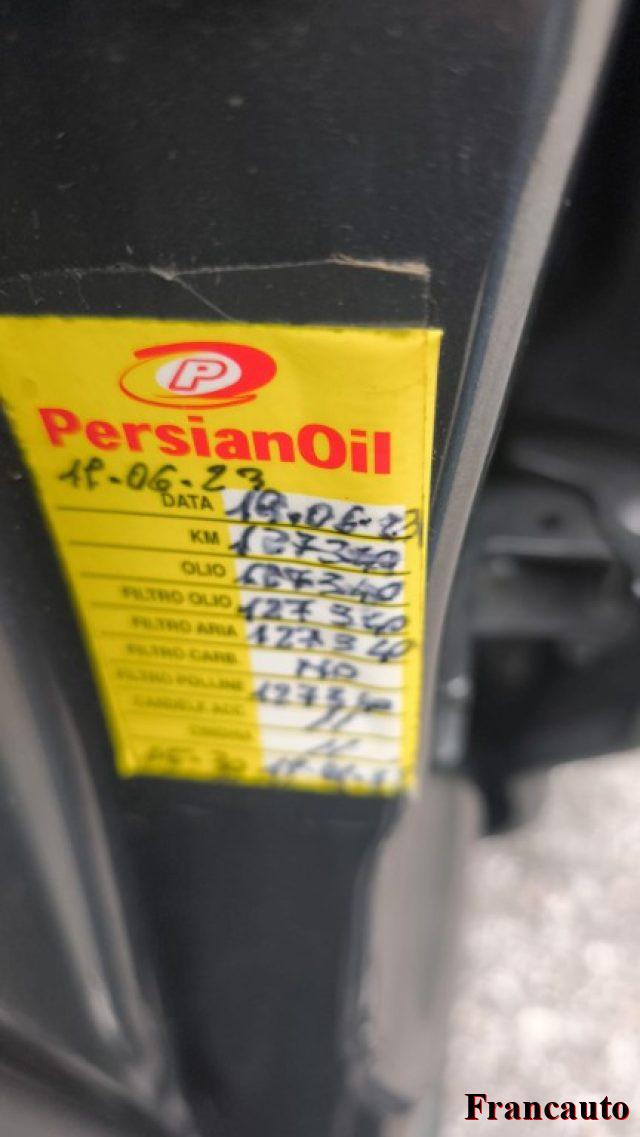 P
PersianOil
19.06.23
DATA 19.06.23
KM 127340
OLIO 127340
FILTRO OLIO 127340
FILTRO ARIA 127340
FILTRO CARB. NO
FILTRO POLLINE 127340
CANDELE ACC. //
CINGHIA //
Francauto